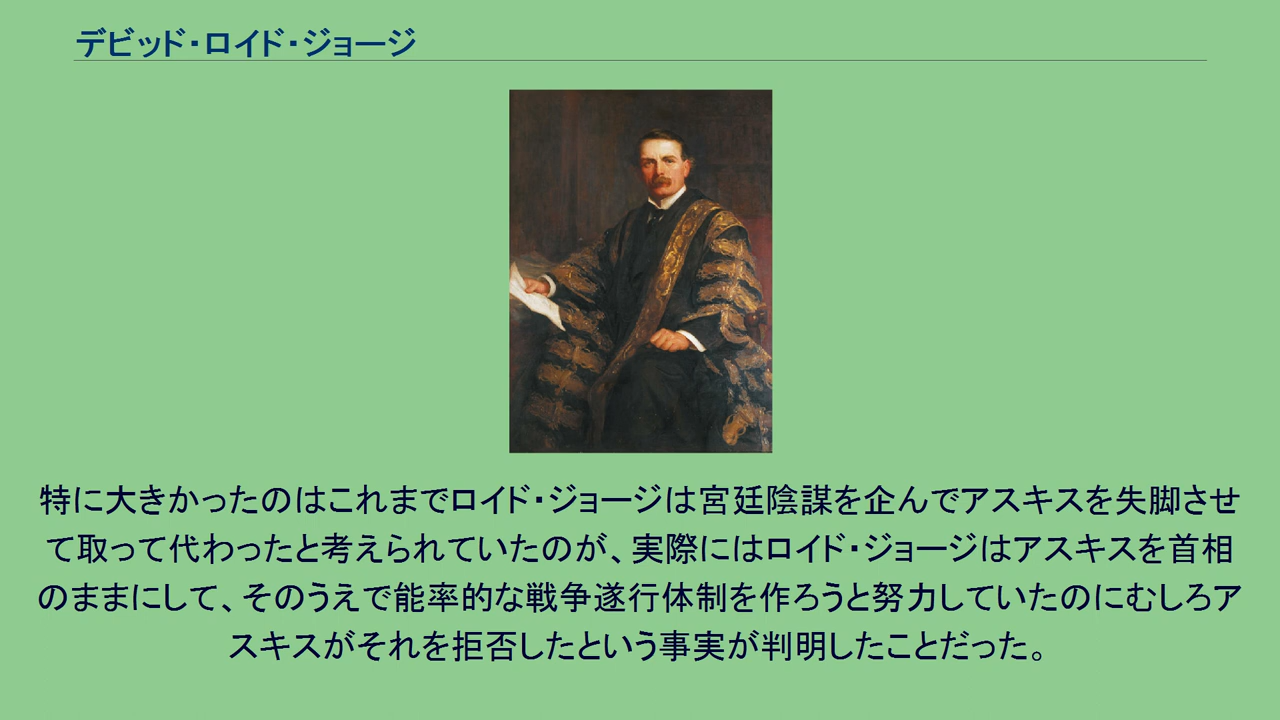 デビッド・ロイド・ジョージ
特に大きかったのはこれまでロイド・ジョージは宮廷陰謀を企んでアスキスを失脚させ
て取って代わったと考えられていたのが、実際にはロイド・ジョージはアスキスを首相
のままにして、そのうえで能率的な戦争遂行体制を作ろうと努力していたのにむしろア
スキスがそれを拒否したという事実が判明したことだった。